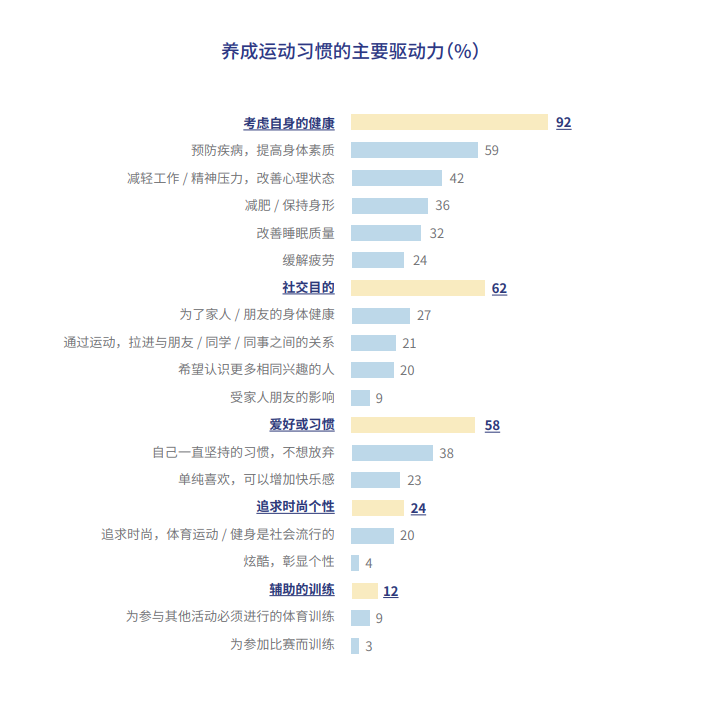 养成运动习惯的主要驱动力(%)
考虑自身的健康 92
预防疾病，提高身体素质 59
减轻工作 / 精神压力，改善心理状态 42
减肥 / 保持身形 36
改善睡眠质量 32
缓解疲劳 24
社交目的 62
为了家人 / 朋友的身体健康 27
通过运动，拉进与朋友 / 同学 / 同事之间的关系 21
希望认识更多相同兴趣的人 20
受家人朋友的影响 9
爱好或习惯 58
自己一直坚持的习惯，不想放弃 38
单纯喜欢，可以增加快乐感 23
追求时尚个性 24
追求时尚，体育运动 / 健身是社会流行的 20
炫酷，彰显个性 4
辅助的训练 12
为参与其他活动必须进行的体育训练 9
为参加比赛而训练 3